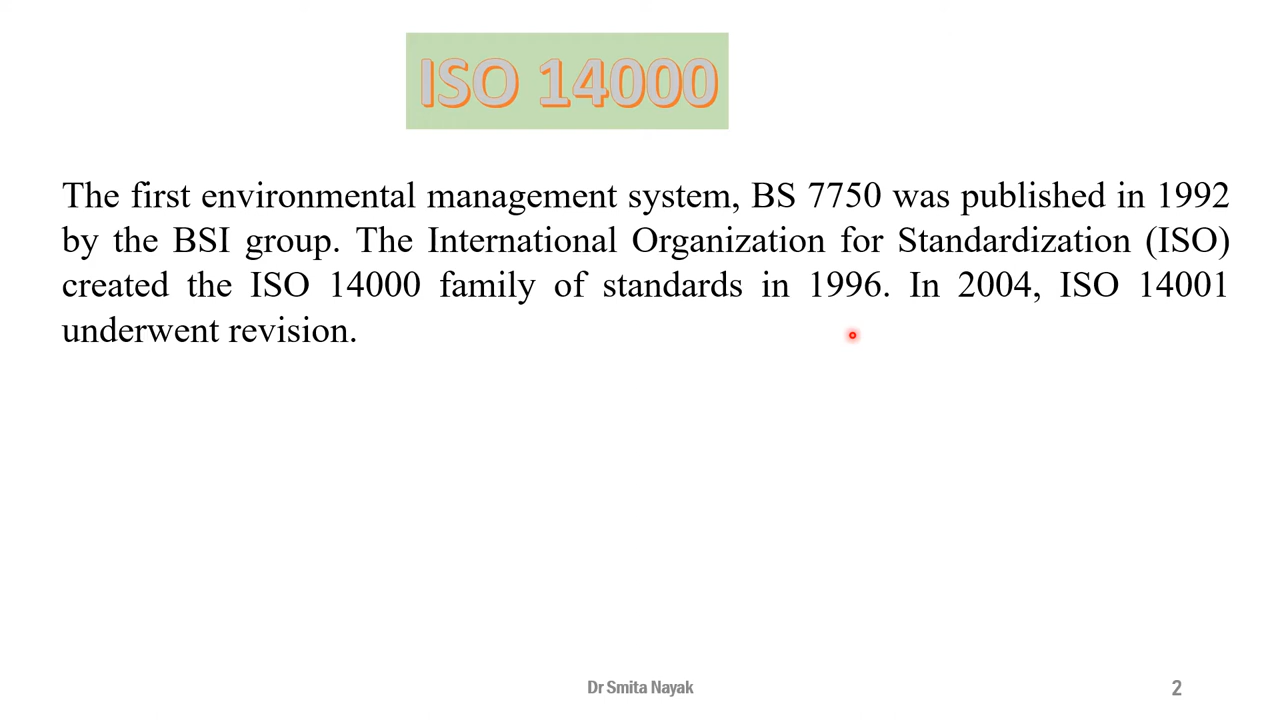 ISO 14000
The first environmental management system, BS 7750 was published in 1992
by the BSI group. The International Organization for Standardization (ISO)
created the ISO 14000 family of standards in 1996. In 2004, ISO 14001
underwent revision.
Dr Smita Nayak
2